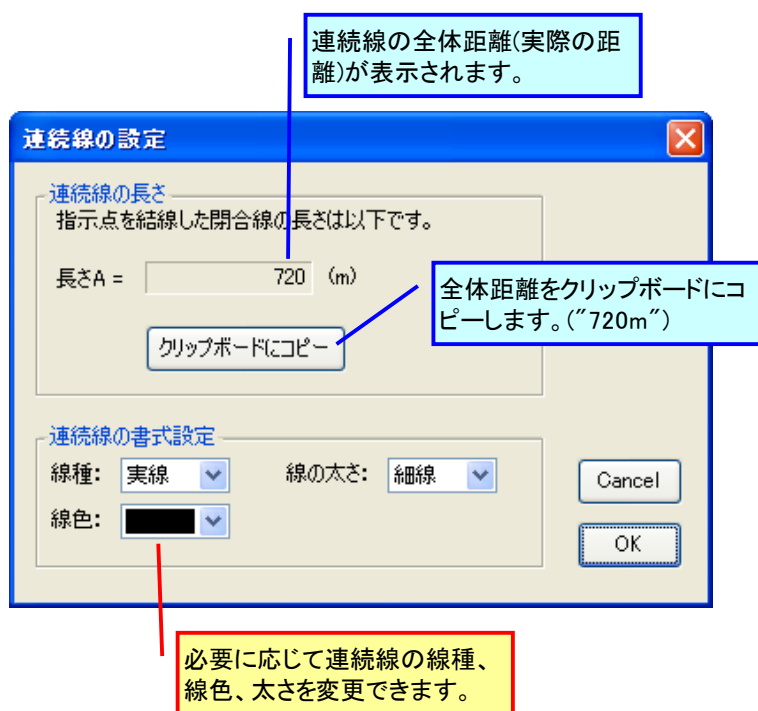 連続線の全体距離(実際の距
離)が表示されます。
連続線の設定
連続線の長さ
指示点を結線した閉合線の長さは以下です。
長さA = 720 (m)
全体距離をクリップボードにコ
ピーします。("720m")
クリップボードにコピー
連続線の書式設定
線種: 実線 線の太さ: 細線
線色:
Cancel
OK
必要に応じて連続線の線種、
線色、太さを変更できます。